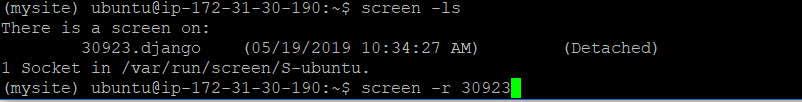 (mysite) ubuntu@ip-172-31-30-190:~$ screen -ls
There is a screen on:
        30923.django    (05/19/2019 10:34:27 AM)        (Detached)
1 Socket in /var/run/screen/S-ubuntu.
(mysite) ubuntu@ip-172-31-30-190:~$ screen -r 30923